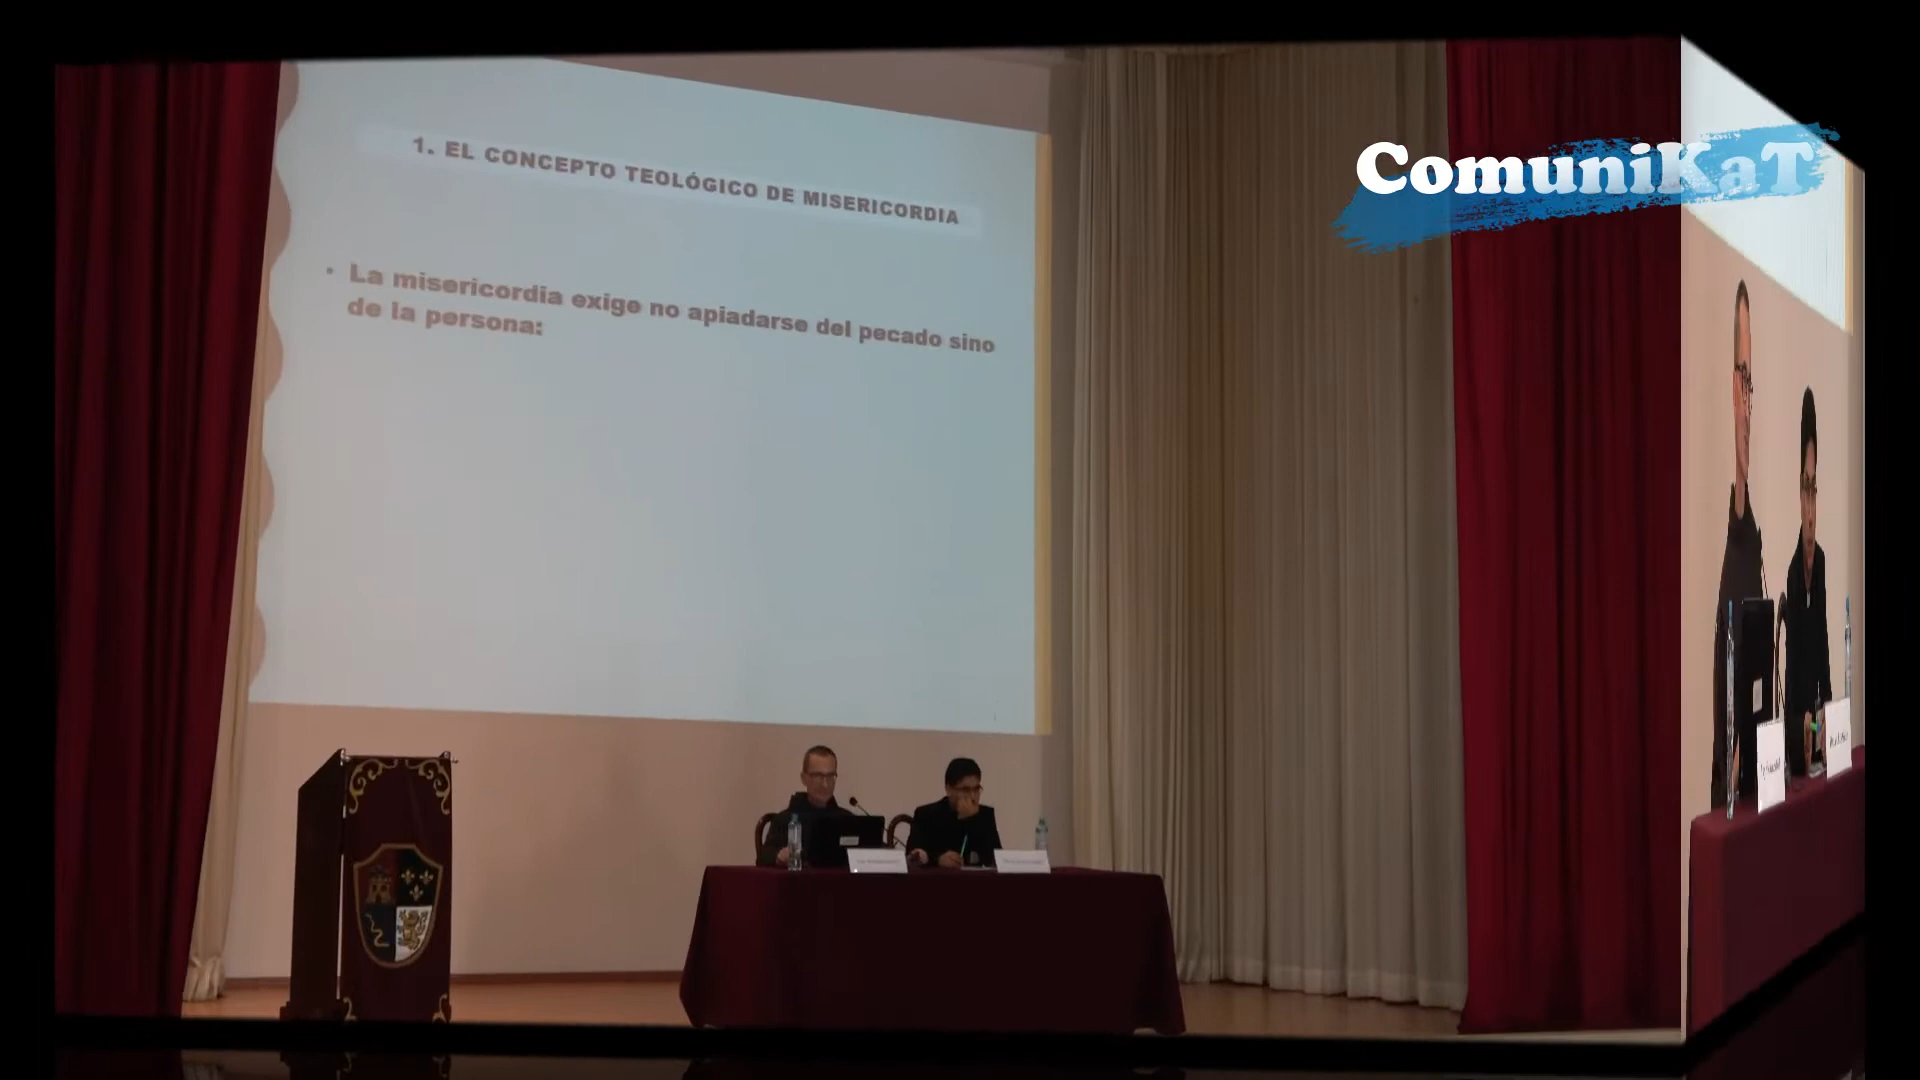 1. EL CONCEPTO TEOLÓGICO DE MISERICORDIA
• La misericordia exige no apiadarse del pecado sino
de la persona:
ComuniKaT